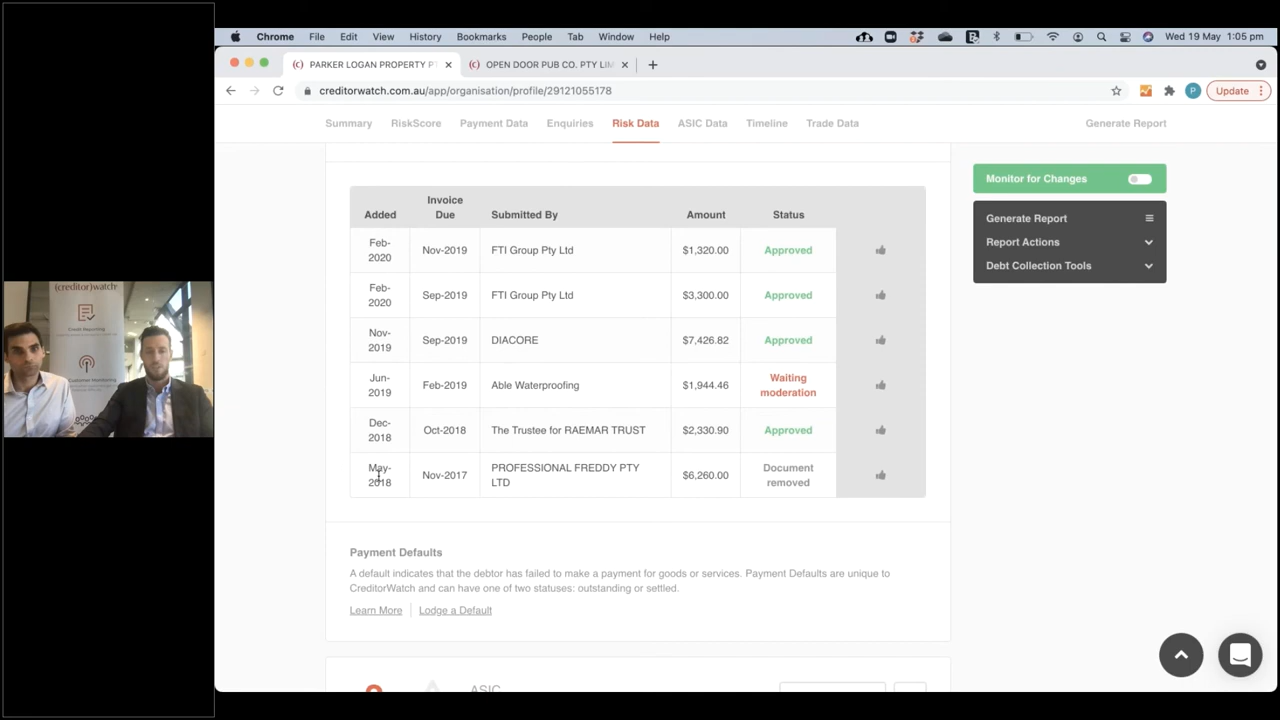 Chrome File Edit View History Bookmarks People Tab Window Help Wed 19 May 1:05 pm
PARKER LOGAN PROPERTY PT OPEN DOOR PUB CO. PTY LIM
creditorwatch.com.au/app/organisation/profile/29121055178 P Update
Summary RiskScore Payment Data Enquiries Risk Data ASIC Data Timeline Trade Data Generate Report
Monitor for Changes
Generate Report
Report Actions
Debt Collection Tools
Added Invoice Due Submitted By Amount Status
Feb-2020 Nov-2019 FTI Group Pty Ltd $1,320.00 Approved
Feb-2020 Sep-2019 FTI Group Pty Ltd $3,300.00 Approved
Nov-2019 Sep-2019 DIACORE $7,426.82 Approved
Jun-2019 Feb-2019 Able Waterproofing $1,944.46 Waiting moderation
Dec-2018 Oct-2018 The Trustee for RAEMAR TRUST $2,330.90 Approved
May-2018 Nov-2017 PROFESSIONAL FREDDY PTY LTD $6,260.00 Document removed
Payment Defaults
A default indicates that the debtor has failed to make a payment for goods or services. Payment Defaults are unique to
CreditorWatch and can have one of two statuses: outstanding or settled.
Learn More Lodge a Default
ASIC
(creditor)watch
Credit Reporting
Customer Monitoring